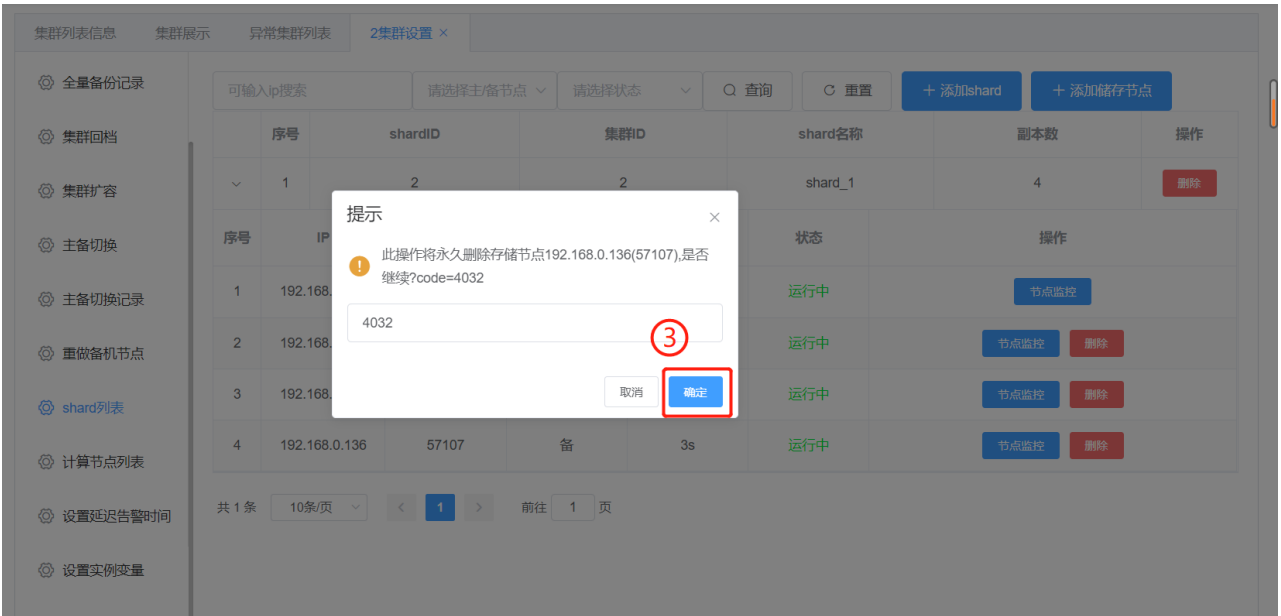 集群列表信息 集群展示 异常集群列表 2集群设置 ×
全量备份记录
集群回档
集群扩容
主备切换
主备切换记录
重做备机节点
shard列表
计算节点列表
设置延迟告警时间
设置实例变量
可输入ip搜索 请选择主/备节点 请选择状态 查询 重置 + 添加shard + 添加储存节点
序号 shardID 集群ID shard名称 副本数 操作
1 2 2 shard_1 4 删除
序号 IP 状态 操作
1 192.168. 运行中 节点监控
2 192.168. 运行中 节点监控 删除
3 192.168. 运行中 节点监控 删除
4 192.168.0.136 57107 备 3s 运行中 节点监控 删除
共 1 条 10条/页 < 1 > 前往 1 页
提示 ×
此操作将永久删除存储节点192.168.0.136(57107),是否
继续?code=4032
4032
③
取消 确定